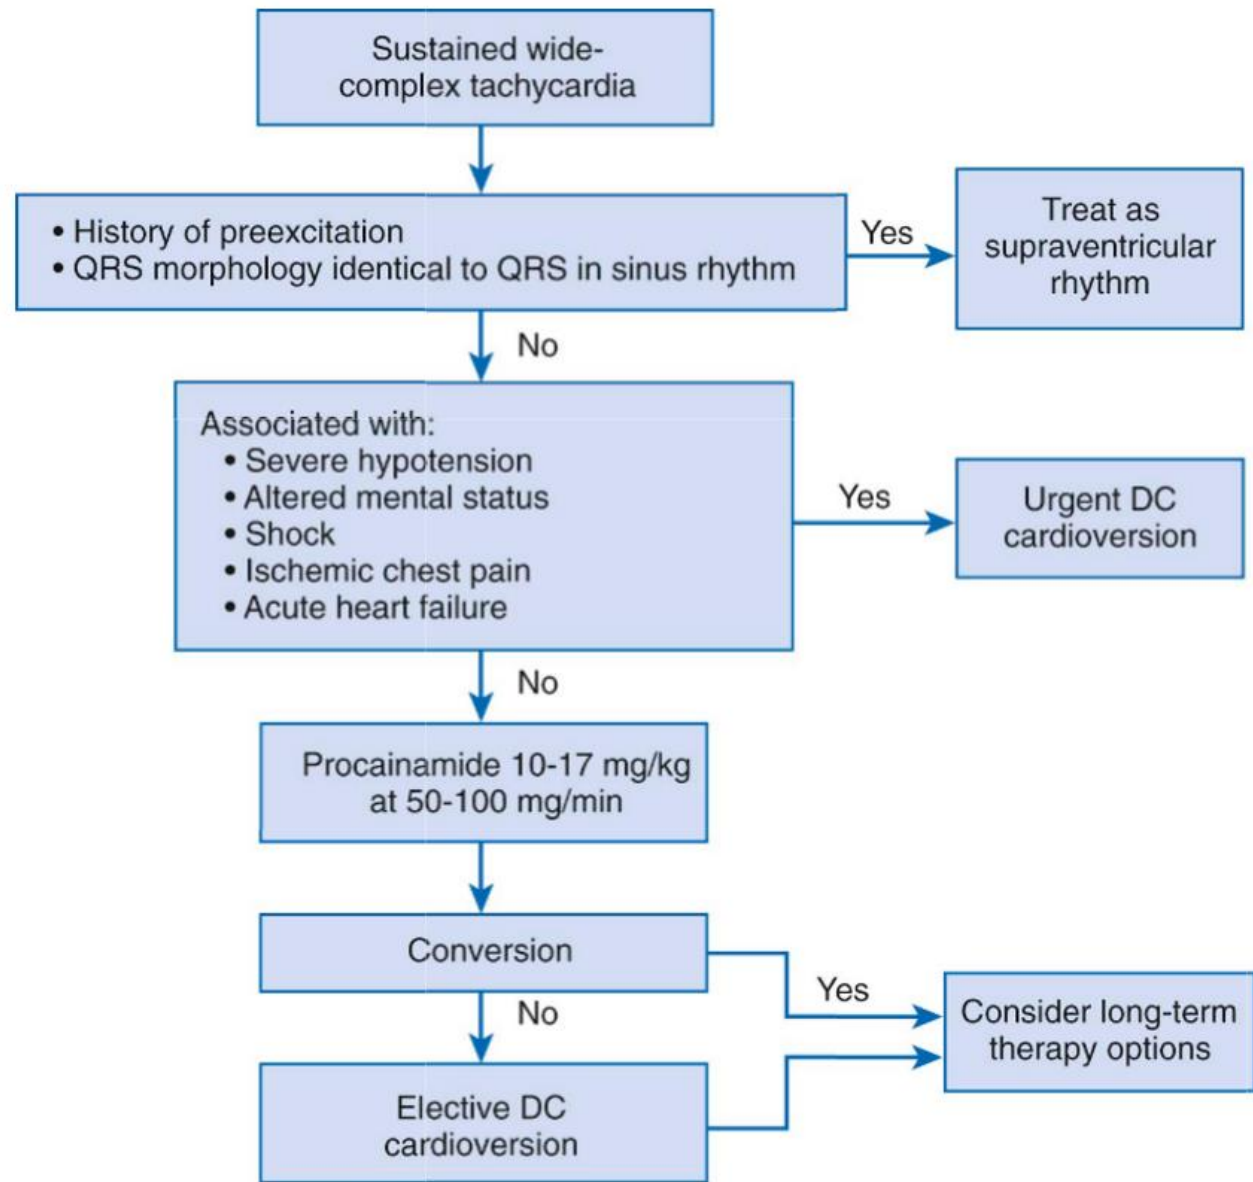 Sustained wide-
complex tachycardia
• History of preexcitation
• QRS morphology identical to QRS in sinus rhythm
Yes
Treat as
supraventricular
rhythm
No
Associated with:
• Severe hypotension
• Altered mental status
• Shock
• Ischemic chest pain
• Acute heart failure
Yes
Urgent DC
cardioversion
No
Procainamide 10-17 mg/kg
at 50-100 mg/min
Conversion
Yes
Consider long-term
therapy options
No
Elective DC
cardioversion